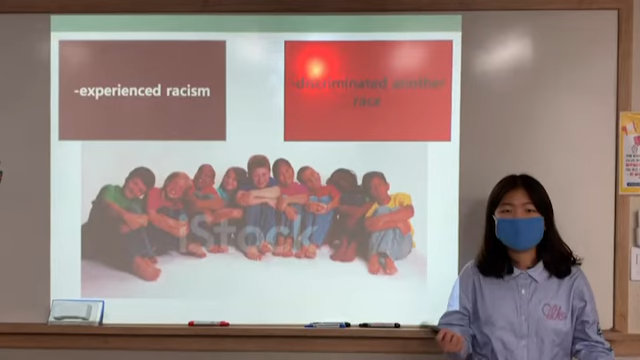 -experienced racism
-discriminated another
race
iStock